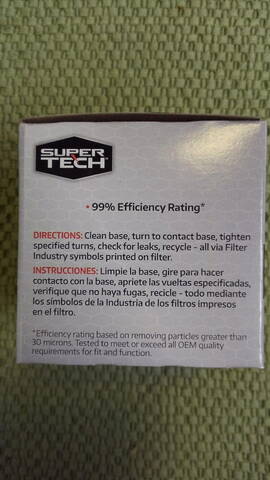 SUPER
TECH
• 99% Efficiency Rating*
DIRECTIONS: Clean base, turn to contact base, tighten
specified turns, check for leaks, recycle - all via Filter
Industry symbols printed on filter.
INSTRUCCIONES: Limpie la base, gire para hacer
contacto con la base, apriete las vueltas especificadas,
verifique que no haya fugas, recicle - todo mediante
los símbolos de la Industria de los filtros impresos
en el filtro.
*Efficiency rating based on removing particles greater than
30 microns. Tested to meet or exceed all OEM quality
requirements for fit and function.